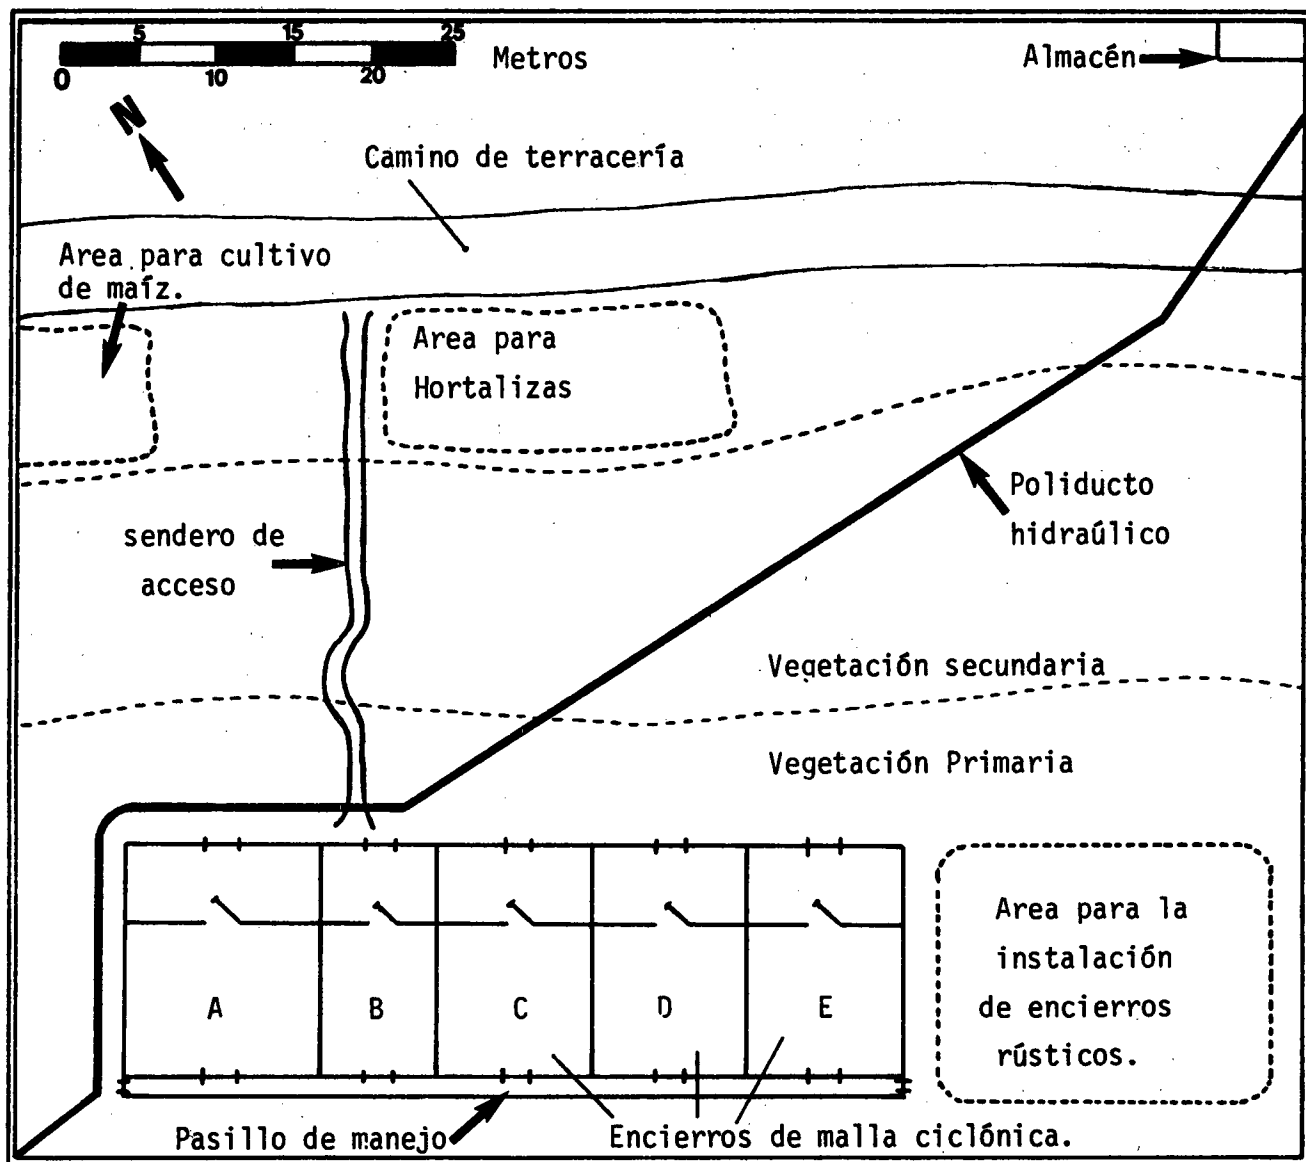 5 15 25
0 10 20
Metros
Almacén
N
Camino de terracería
Area para cultivo
de maíz.
Area para
Hortalizas
Poliducto
hidraúlico
sendero de
acceso
Vegetación secundaria
Vegetación Primaria
Area para la
instalación
de encierros
rústicos.
A B C D E
Pasillo de manejo
Encierros de malla ciclónica.